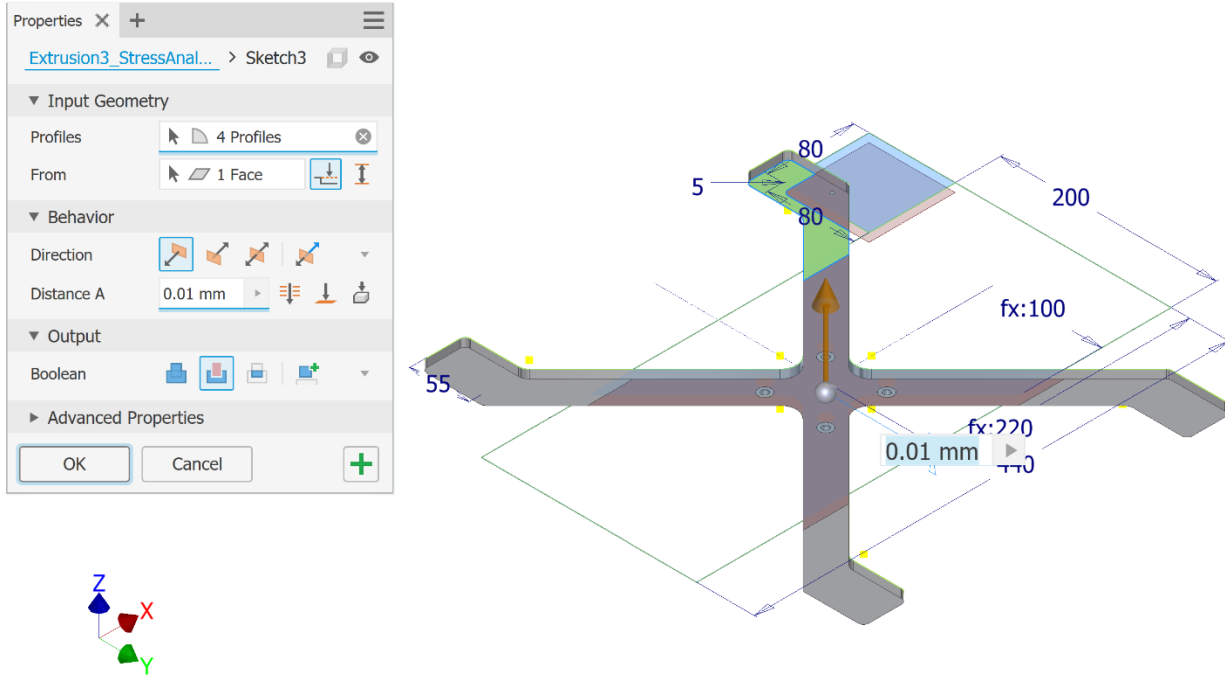 Properties
Extrusion3_StressAnal... > Sketch3
Input Geometry
Profiles 4 Profiles
From 1 Face
Behavior
Direction
Distance A 0.01 mm
Output
Boolean
Advanced Properties
OK Cancel
80
5
80
200
fx:100
55
fx:220
0.01 mm
440
Z
X
Y